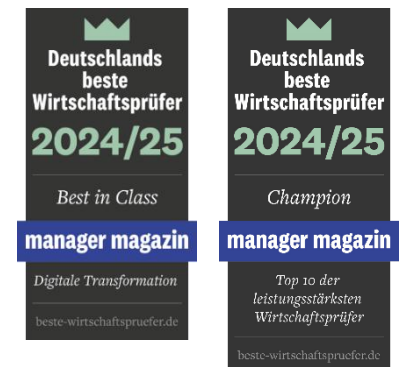 Deutschlands
beste
Wirtschaftsprüfer
2024/25
Best in Class
manager magazin
Digitale Transformation
beste-wirtschaftspruefer.de
Deutschlands
beste
Wirtschaftsprüfer
2024/25
Champion
manager magazin
Top 10 der
leistungsstärksten
Wirtschaftsprüfer
beste-wirtschaftspruefer.de